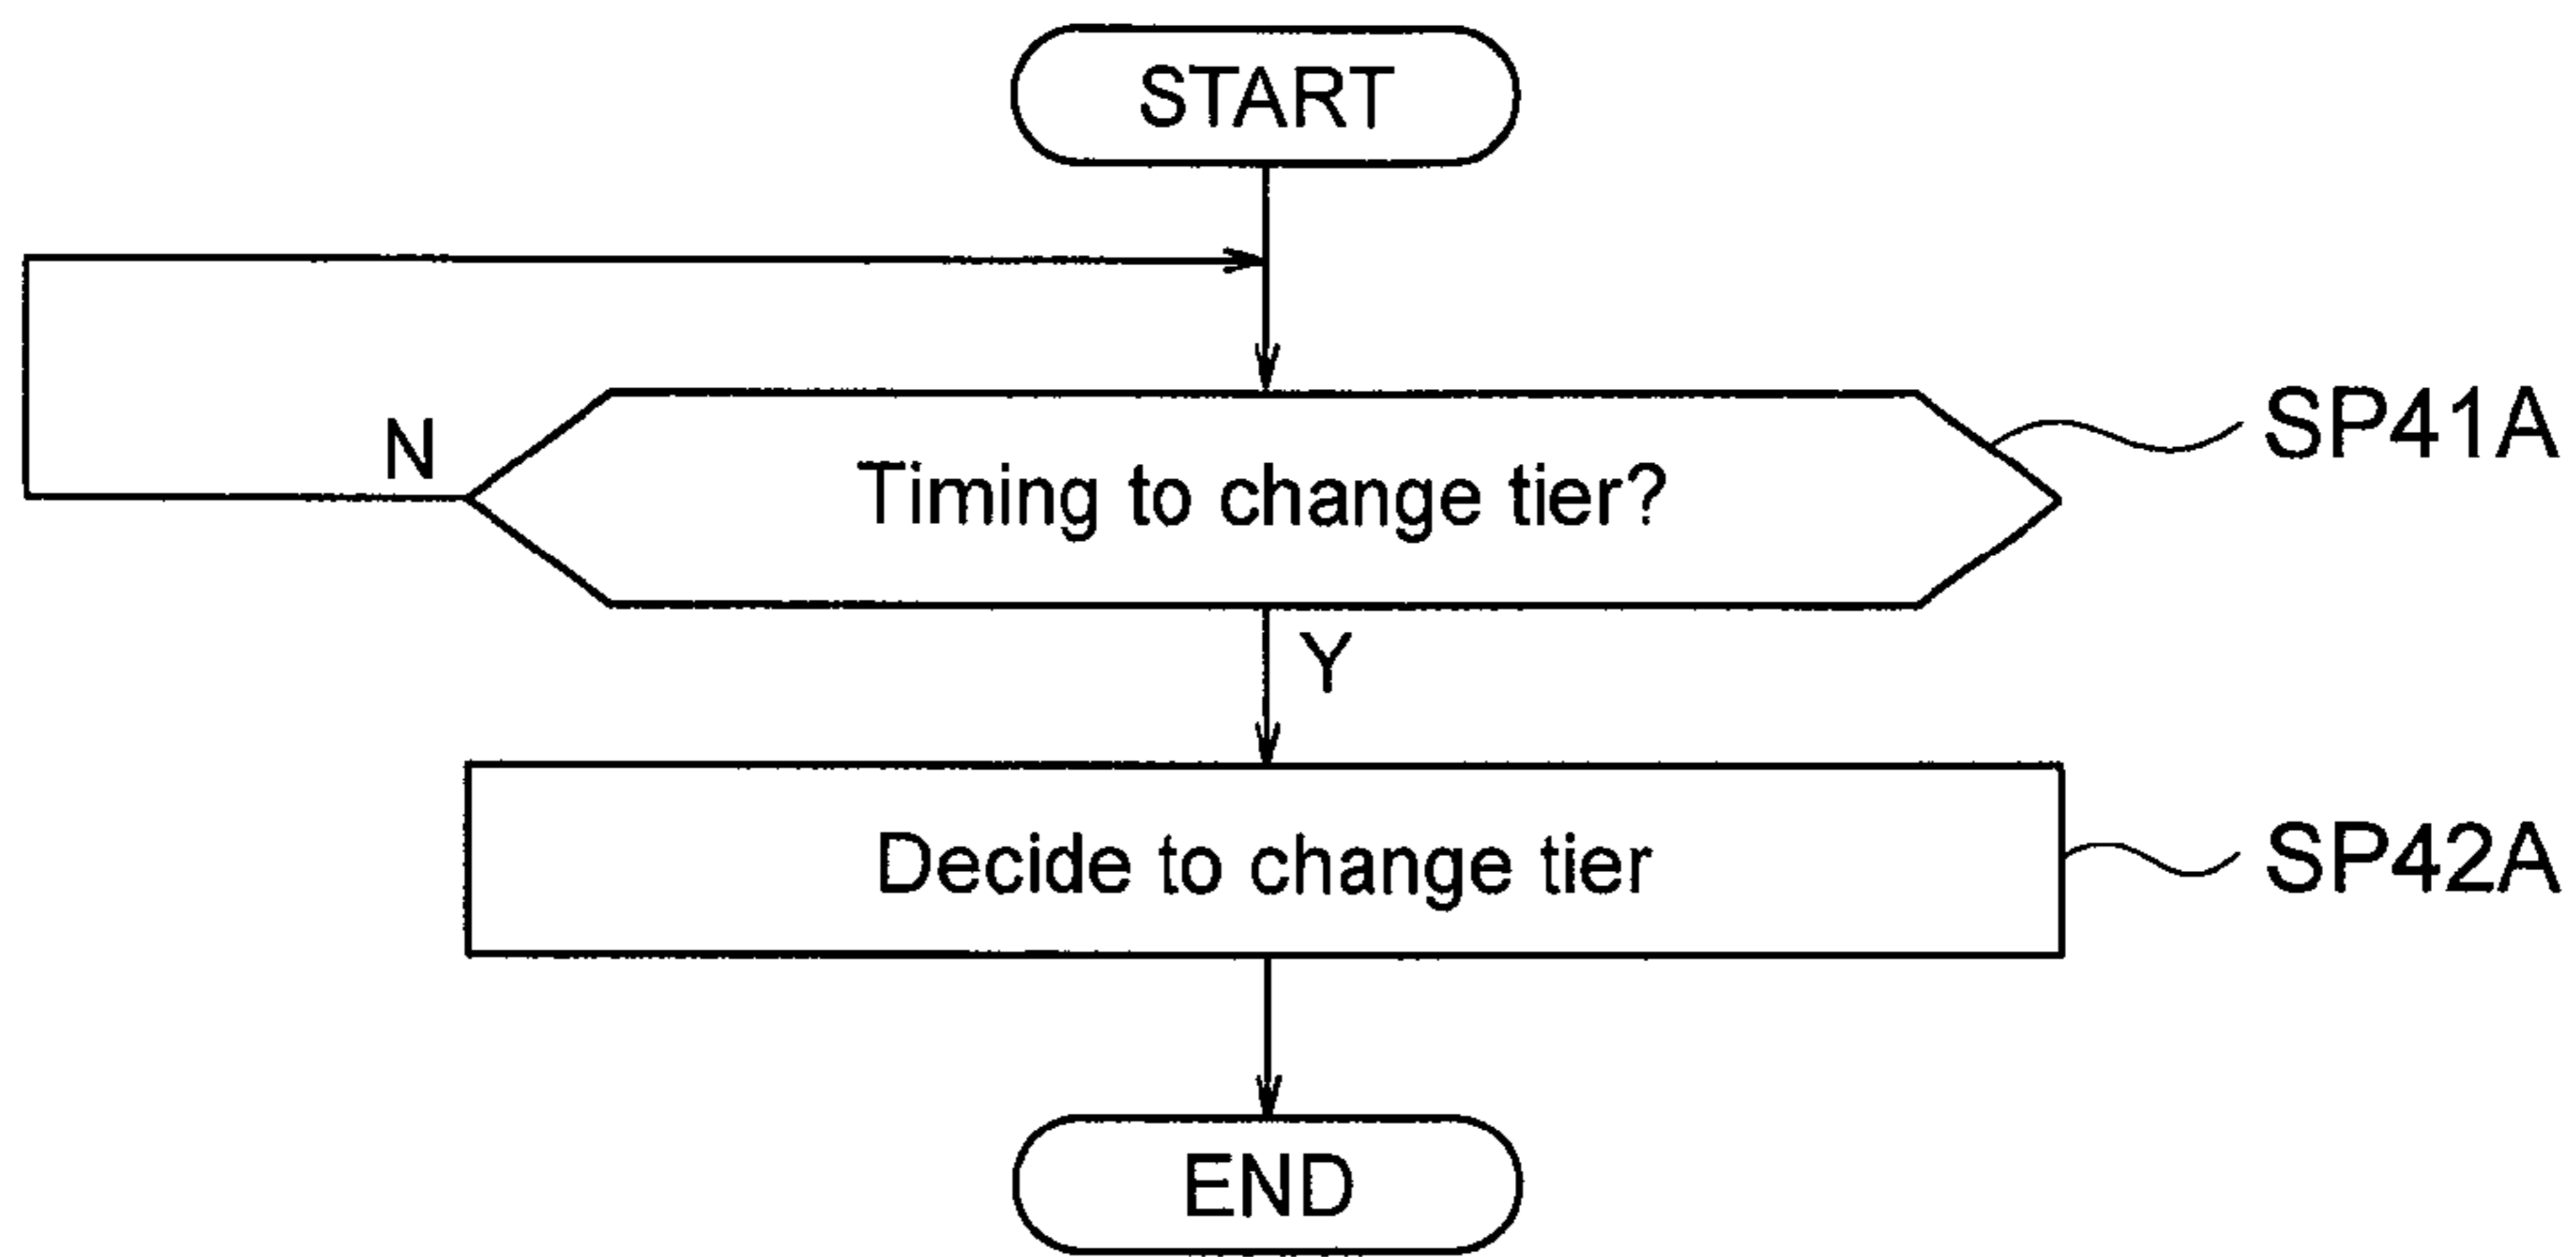 START
N
Timing to change tier?
SP41A
Y
Decide to change tier
SP42A
END